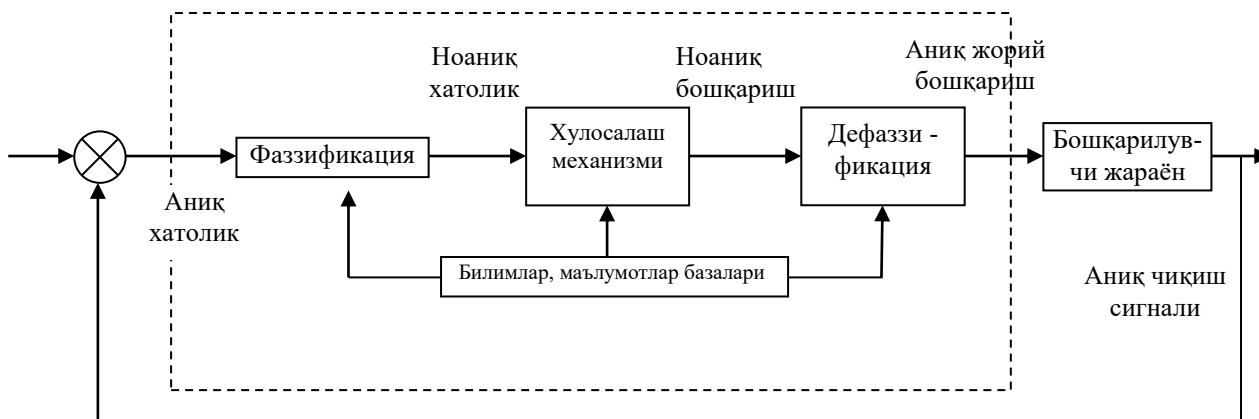 Ноаниқ
хатолик
Ноаниқ
бошқариш
Аниқ жорий
бошқариш
Фаззификация
Хулосалаш
механизми
Дефаззи -
фикация
Бошқарилув-
чи жараён
Аниқ
хатолик
Билимлар, маълумотлар базалари
Аниқ чиқиш
сигнали